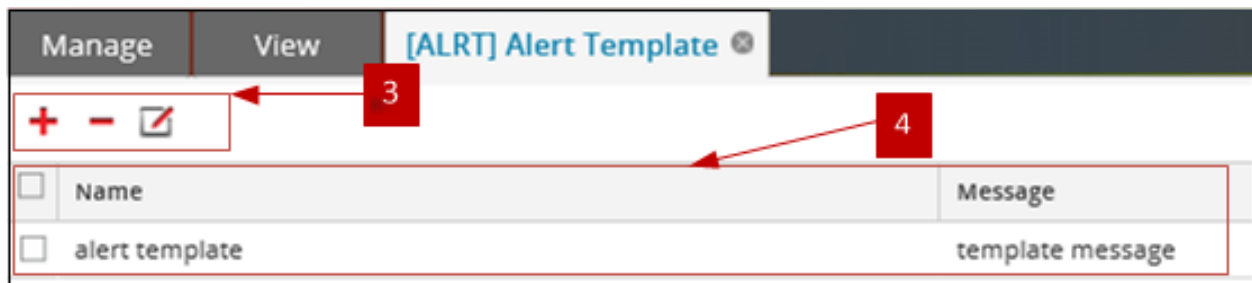 Manage View [ALRT] Alert Template
3
4
Name Message
alert template template message